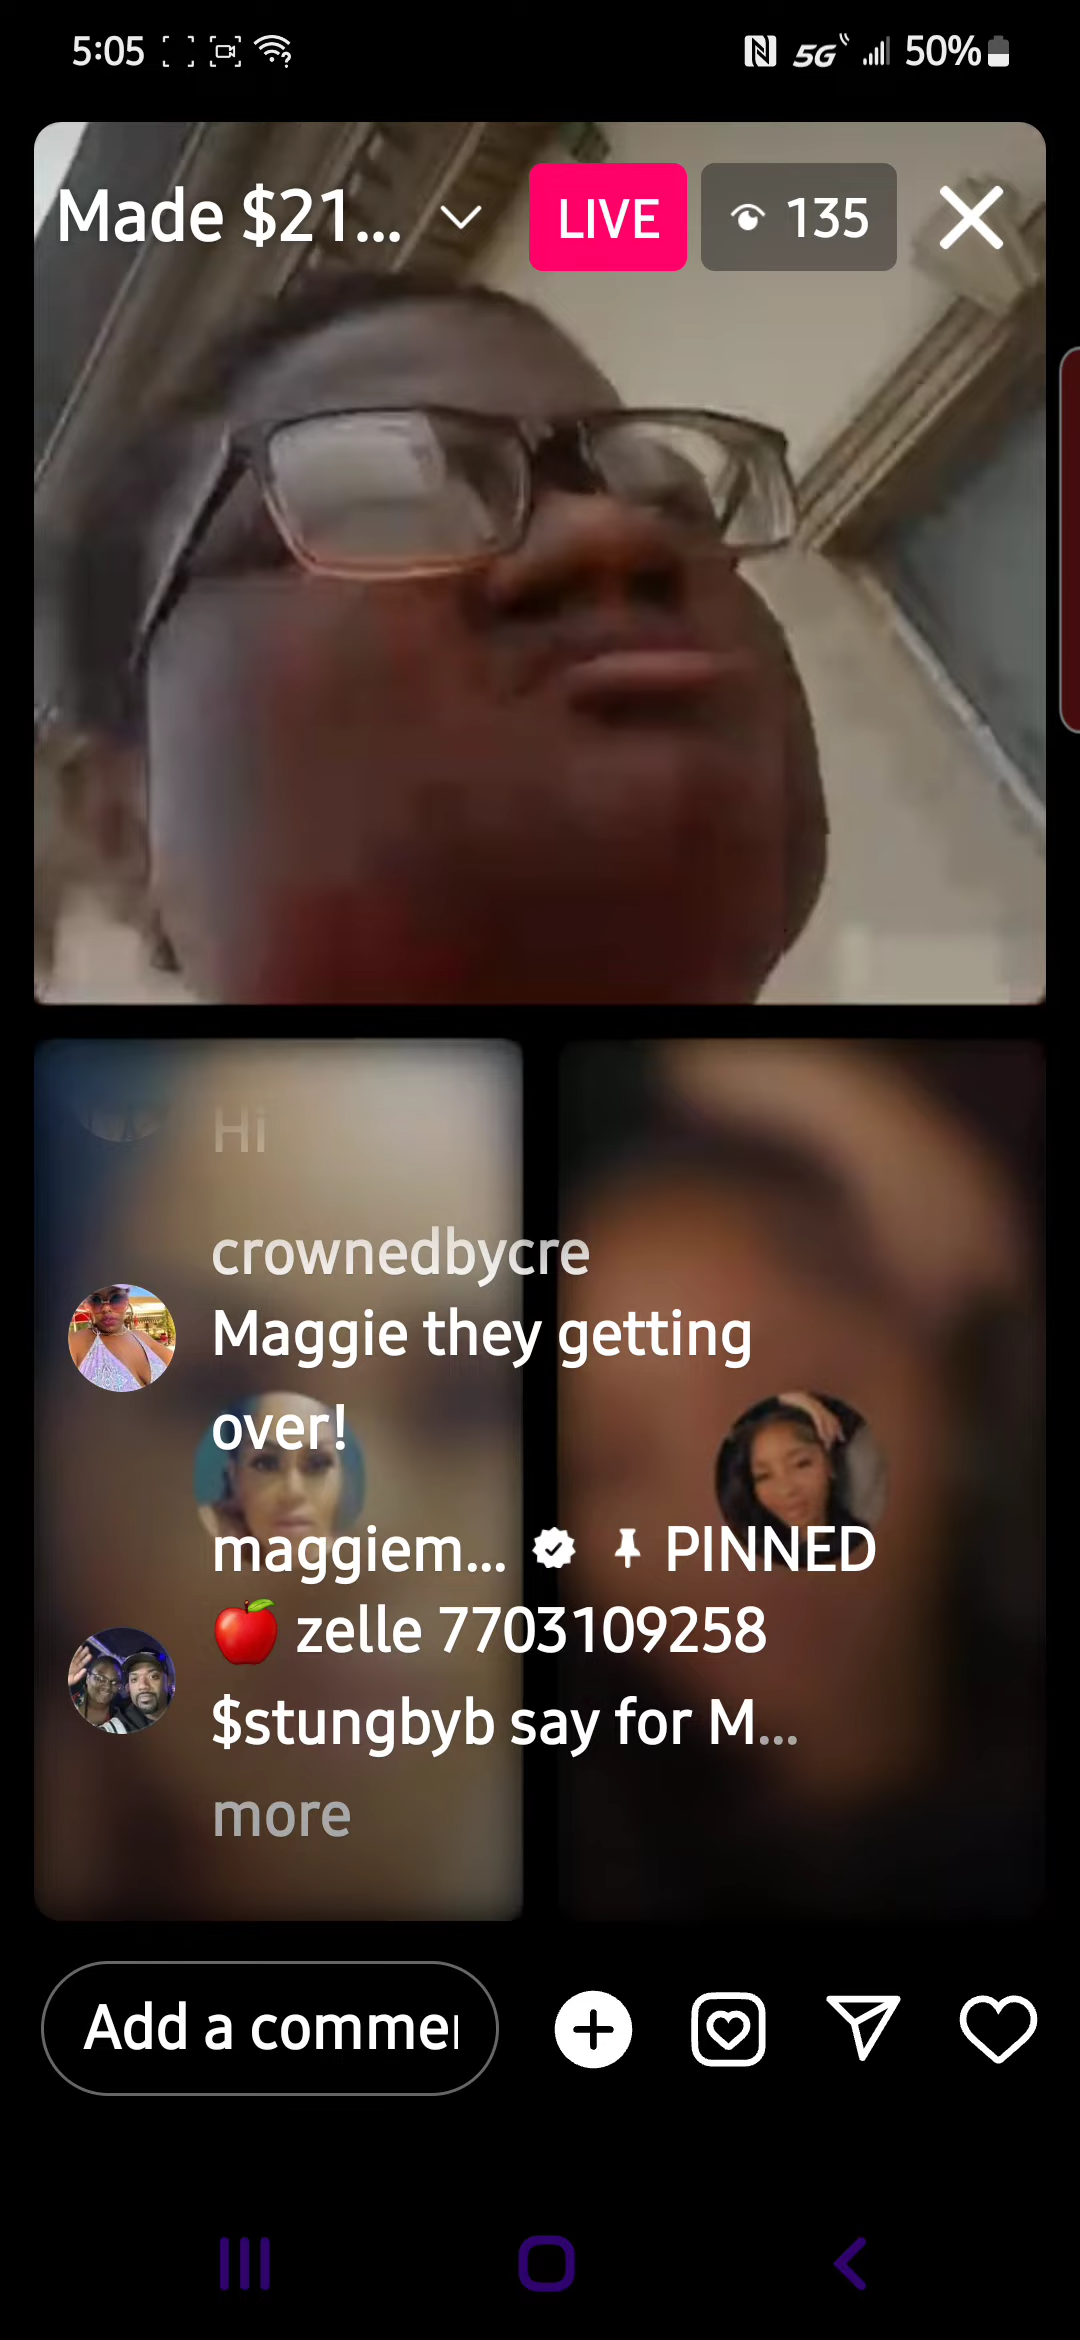 5:05 5G 50%
Made $21... LIVE 135
Hi
crownedbycre
Maggie they getting
over!
maggiem... PINNED
🍎 zelle 7703109258
$stungbyb say for M...
more
Add a commen